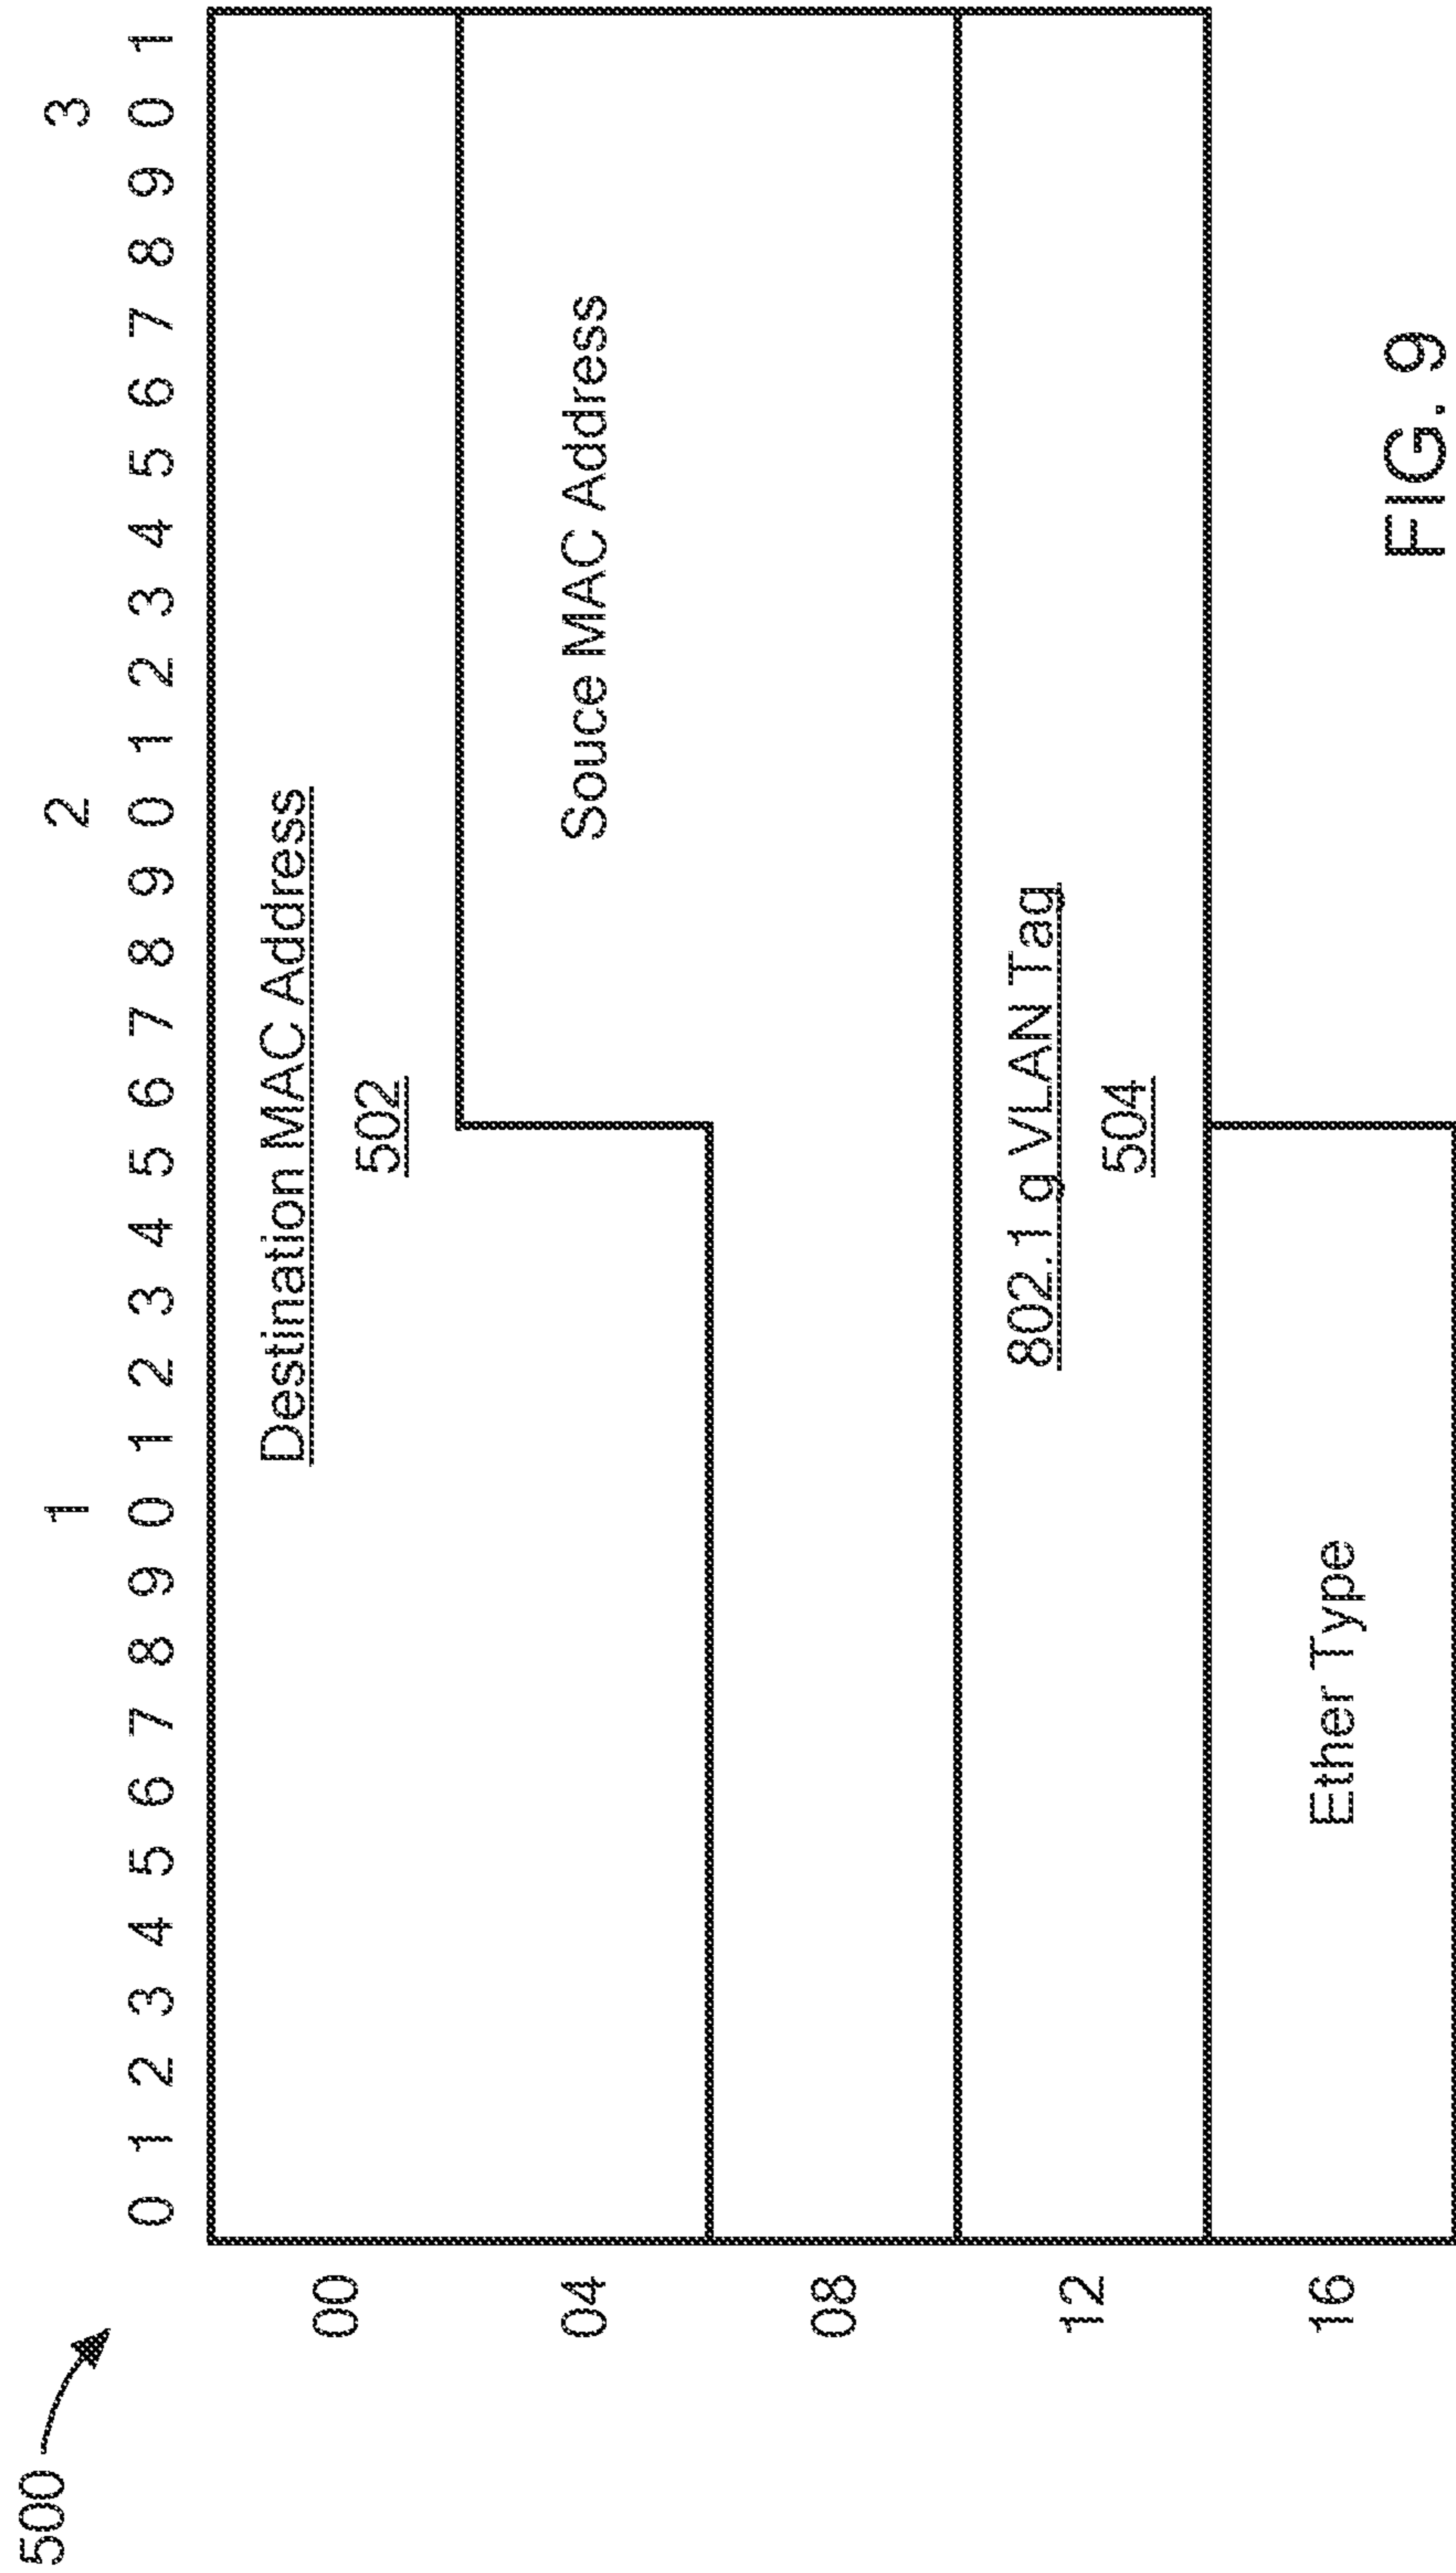 500
1 2 3
0 1 2 3 4 5 6 7 8 9 0 1 2 3 4 5 6 7 8 9 0 1 2 3 4 5 6 7 8 9 0 1
00
Destination MAC Address
502
04
Souce MAC Address
08
12
802.1 q VLAN Tag
504
16
Ether Type
FIG. 9